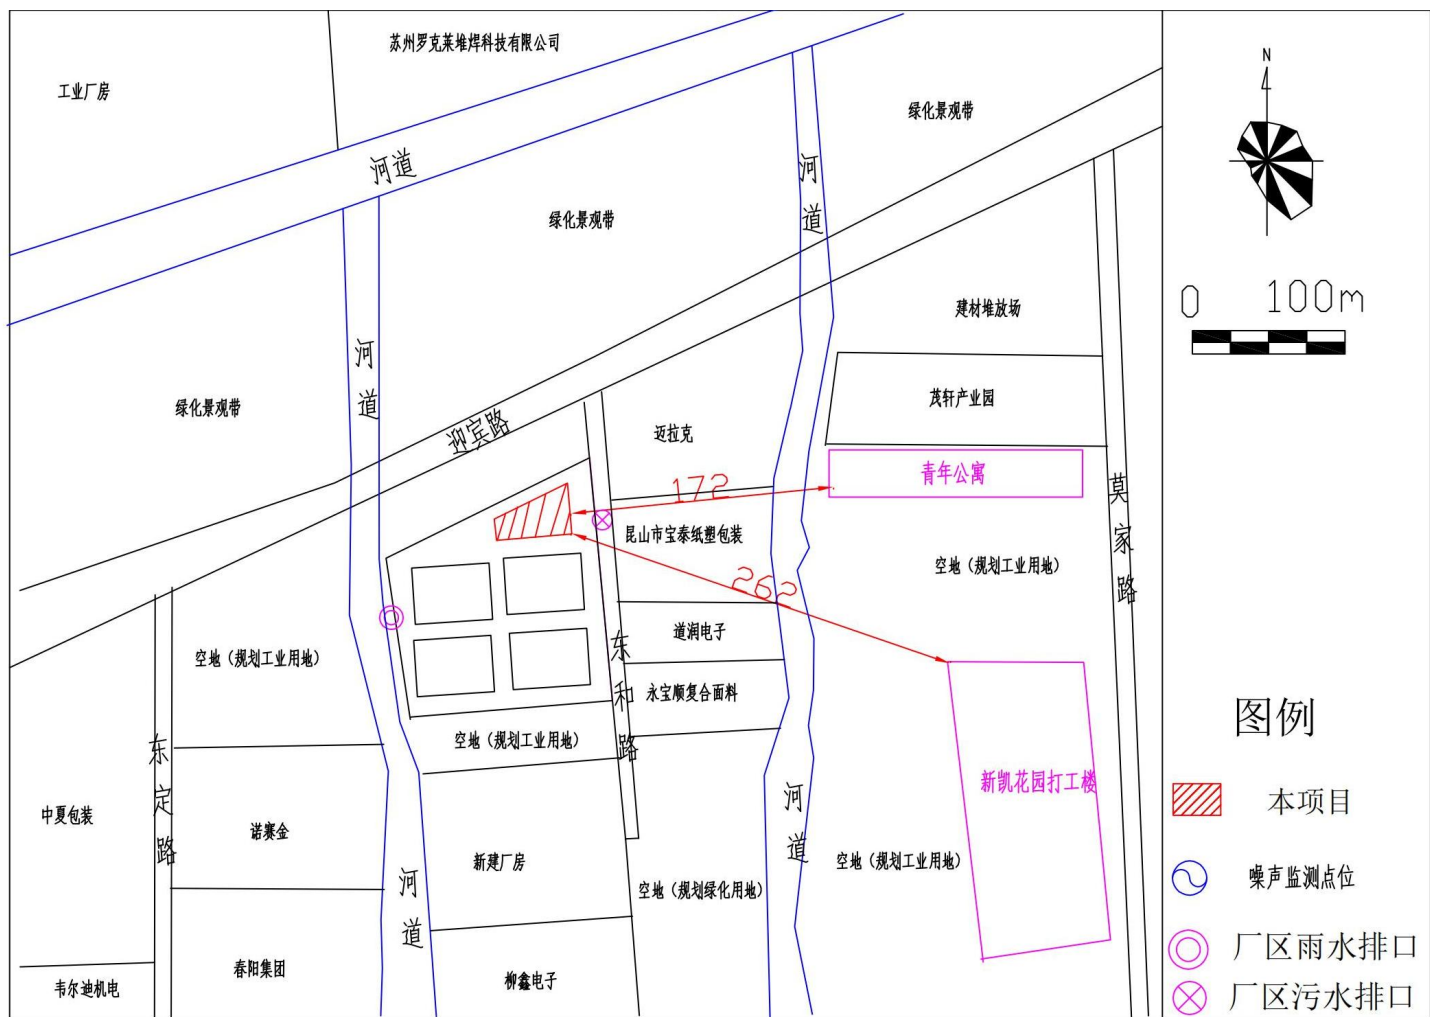 苏州罗克莱堆焊科技有限公司
工业厂房
N
绿化景观带
河道
河道
绿化景观带
0 100m
建材堆放场
河道
绿化景观带
茂轩产业园
迎宾路
迈拉克
青年公寓
172
莫家路
昆山市宝泰纸塑包装
空地（规划工业用地）
262
道润电子
东和路
空地（规划工业用地）
永宝顺复合面料
图例
空地（规划工业用地）
东定路
新凯花园打工楼
本项目
中夏包装
诺赛金
河道
新建厂房
空地（规划工业用地）
噪声监测点位
空地（规划绿化用地）
河道
厂区雨水排口
春阳集团
柳鑫电子
韦尔迪机电
厂区污水排口